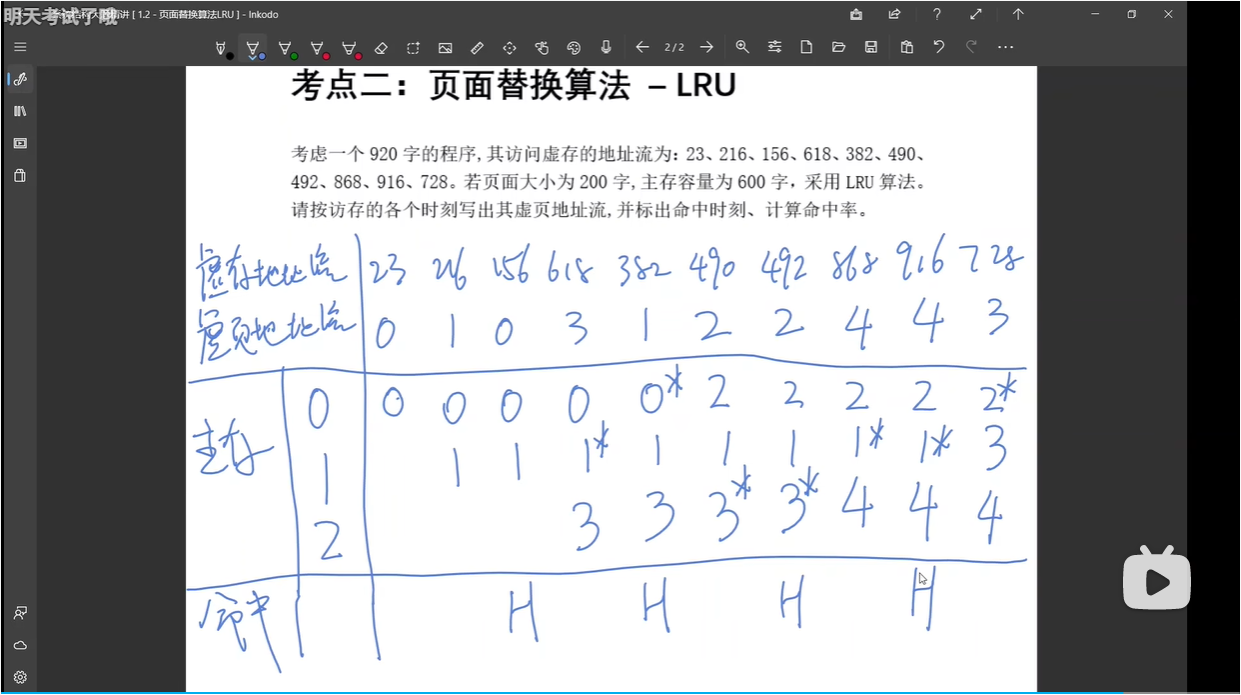 明天考试了哦 [ 1.2 - 页面替换算法LRU ] - Inkodo
2/2
考点二：页面替换算法 – LRU
考虑一个 920 字的程序,其访问虚存的地址流为: 23、216、156、618、382、490、
492、868、916、728。若页面大小为 200 字,主存容量为 600 字，采用 LRU 算法。
请按访存的各个时刻写出其虚页地址流,并标出命中时刻、计算命中率。
虚存地址流 23 216 156 618 382 490 492 868 916 728
虚页地址流 0 1 0 3 1 2 2 4 4 3
0 0 0 0 0 0* 2 2 2 2 2*
主存 1 1 1 1* 1 1 1 1* 1* 3
2 3 3 3* 3* 4 4 4
命中 H H H H